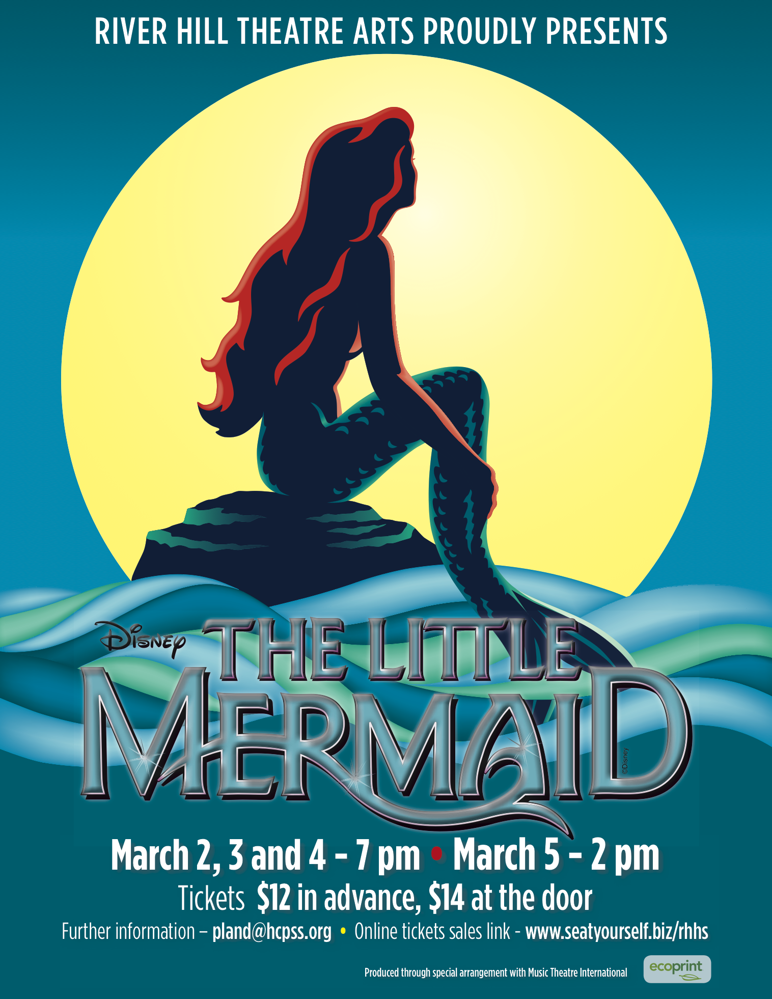 RIVER HILL THEATRE ARTS PROUDLY PRESENTS
Disney THE LITTLE
MERMAID
©Disney
March 2, 3 and 4 – 7 pm • March 5 – 2 pm
Tickets $12 in advance, $14 at the door
Further information – pland@hcpss.org • Online tickets sales link - www.seatyourself.biz/rhhs
Produced through special arrangement with Music Theatre International
ecoprint